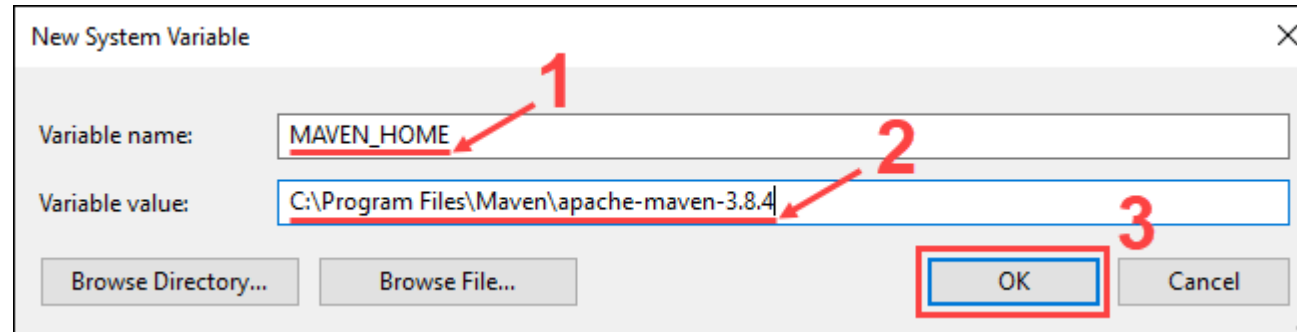 New System Variable
1
Variable name: MAVEN_HOME
2
Variable value: C:\Program Files\Maven\apache-maven-3.8.4
3
Browse Directory... Browse File... OK Cancel